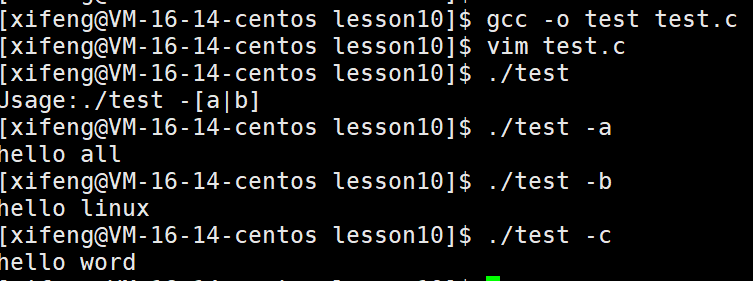 [xifeng@VM-16-14-centos lesson10]$ gcc -o test test.c
[xifeng@VM-16-14-centos lesson10]$ vim test.c
[xifeng@VM-16-14-centos lesson10]$ ./test
Usage:./test -[a|b]
[xifeng@VM-16-14-centos lesson10]$ ./test -a
hello all
[xifeng@VM-16-14-centos lesson10]$ ./test -b
hello linux
[xifeng@VM-16-14-centos lesson10]$ ./test -c
hello word